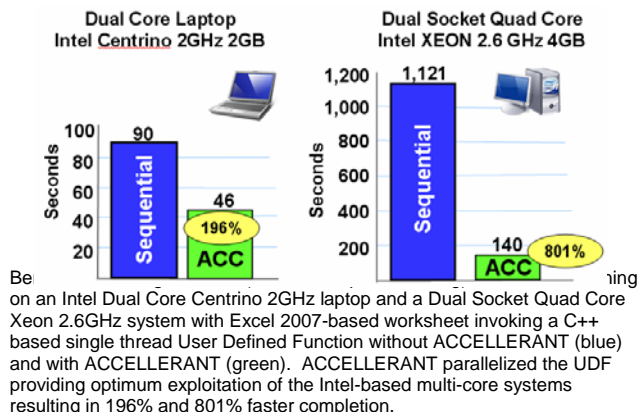 Dual Core Laptop
Intel Centrino 2GHz 2GB
Dual Socket Quad Core
Intel XEON 2.6 GHz 4GB
Seconds
100
80
60
40
20
90
Sequential
46
196%
ACC
Seconds
1,200
1,000
800
600
400
200
1,121
Sequential
140
801%
ACC
on an Intel Dual Core Centrino 2GHz laptop and a Dual Socket Quad Core
Xeon 2.6GHz system with Excel 2007-based worksheet invoking a C++
based single thread User Defined Function without ACCELLERANT (blue)
and with ACCELLERANT (green).  ACCELLERANT parallelized the UDF
providing optimum exploitation of the Intel-based multi-core systems
resulting in 196% and 801% faster completion.